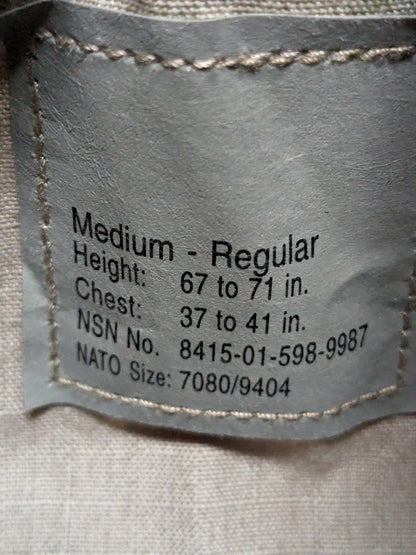 Medium - Regular
Height: 67 to 71 in.
Chest: 37 to 41 in.
NSN No. 8415-01-598-9987
NATO Size: 7080/9404